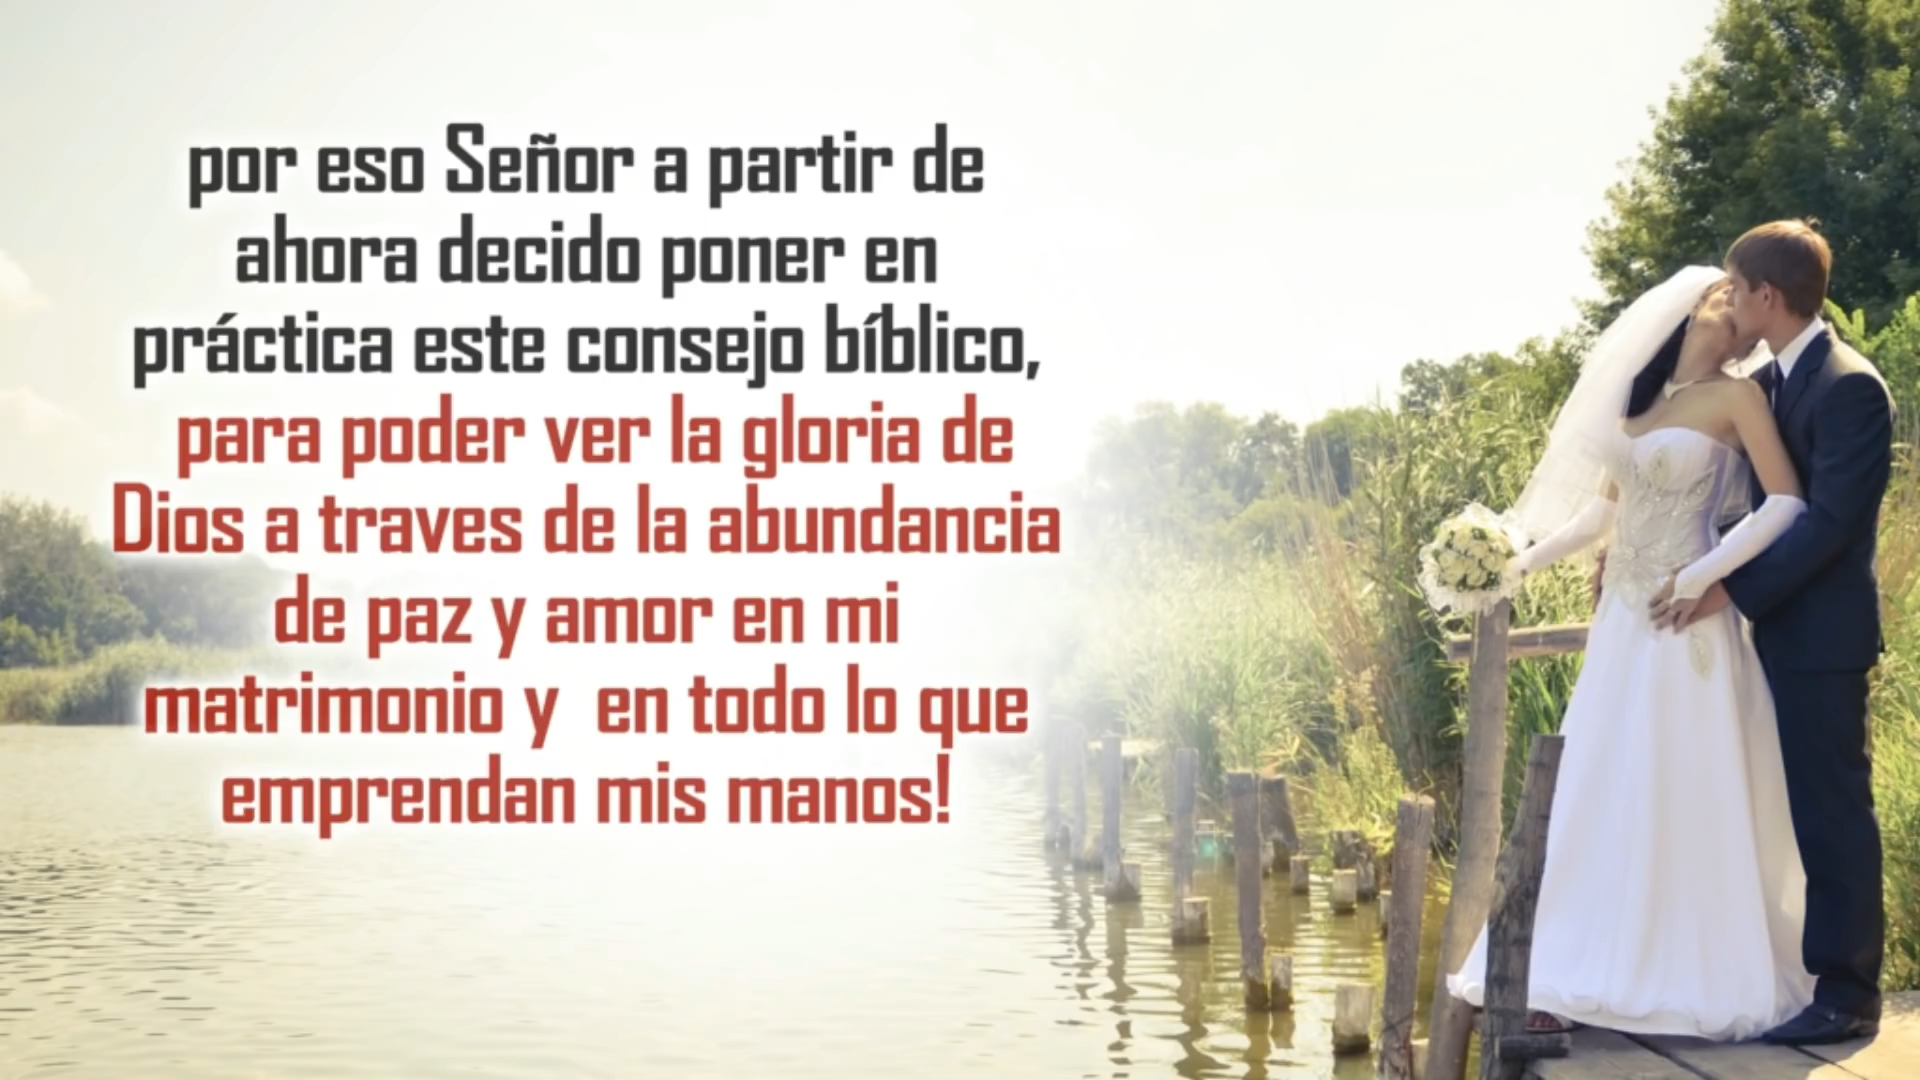 por eso Señor a partir de
ahora decido poner en
práctica este consejo bíblico,
para poder ver la gloria de
Dios a traves de la abundancia
de paz y amor en mi
matrimonio y  en todo lo que
emprendan mis manos!